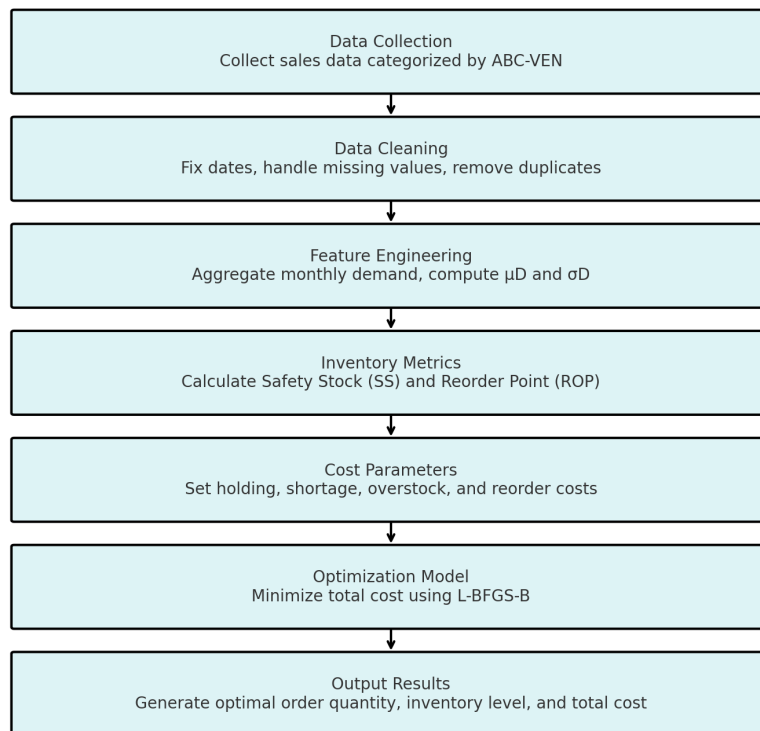 Data Collection
Collect sales data categorized by ABC-VEN
Data Cleaning
Fix dates, handle missing values, remove duplicates
Feature Engineering
Aggregate monthly demand, compute μD and σD
Inventory Metrics
Calculate Safety Stock (SS) and Reorder Point (ROP)
Cost Parameters
Set holding, shortage, overstock, and reorder costs
Optimization Model
Minimize total cost using L-BFGS-B
Output Results
Generate optimal order quantity, inventory level, and total cost